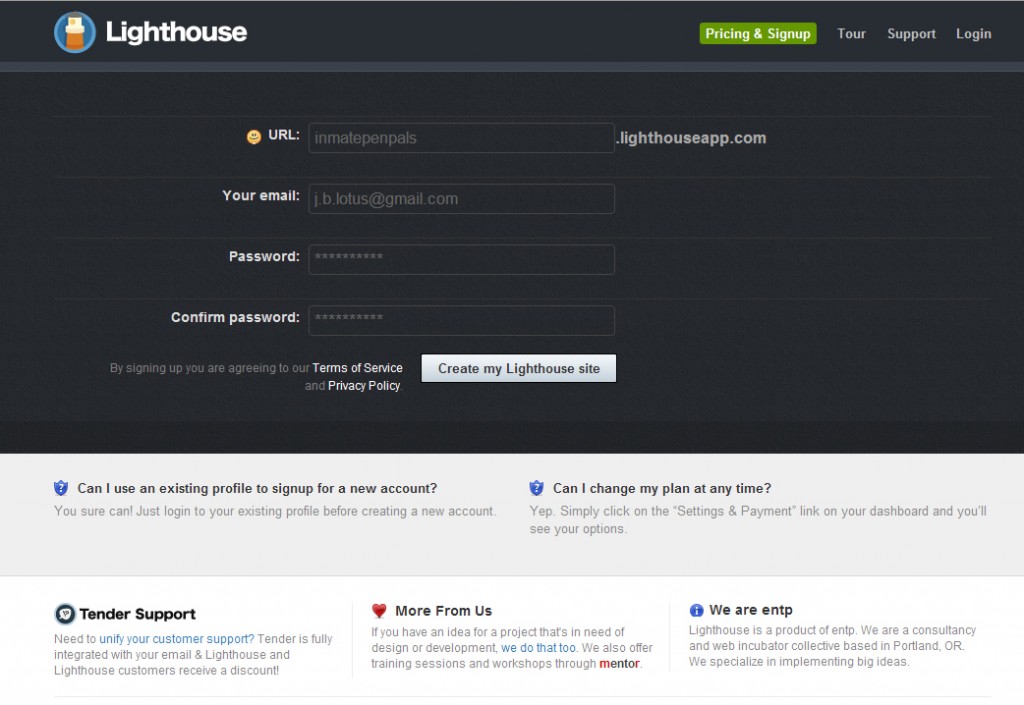 Lighthouse
Pricing & Signup Tour Support Login
URL: inmatepenpals .lighthouseapp.com
Your email: j.b.lotus@gmail.com
Password: **********
Confirm password: **********
By signing up you are agreeing to our Terms of Service
and Privacy Policy.
Create my Lighthouse site
Can I use an existing profile to signup for a new account?
You sure can! Just login to your existing profile before creating a new account.
Can I change my plan at any time?
Yep. Simply click on the “Settings & Payment” link on your dashboard and you'll
see your options.
Tender Support
Need to unify your customer support? Tender is fully
integrated with your email & Lighthouse and
Lighthouse customers receive a discount!
More From Us
If you have an idea for a project that's in need of
design or development, we do that too. We also offer
training sessions and workshops through mentor.
We are entp
Lighthouse is a product of entp. We are a consultancy
and web incubator collective based in Portland, OR.
We specialize in implementing big ideas.